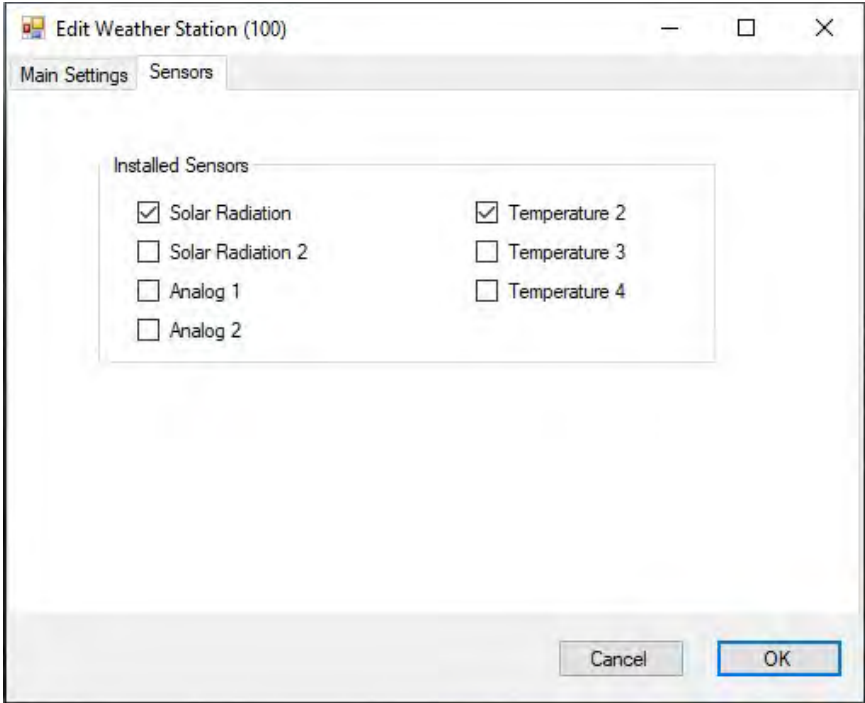 Edit Weather Station (100)
Main Settings Sensors
Installed Sensors
Solar Radiation Temperature 2
Solar Radiation 2 Temperature 3
Analog 1 Temperature 4
Analog 2
Cancel OK